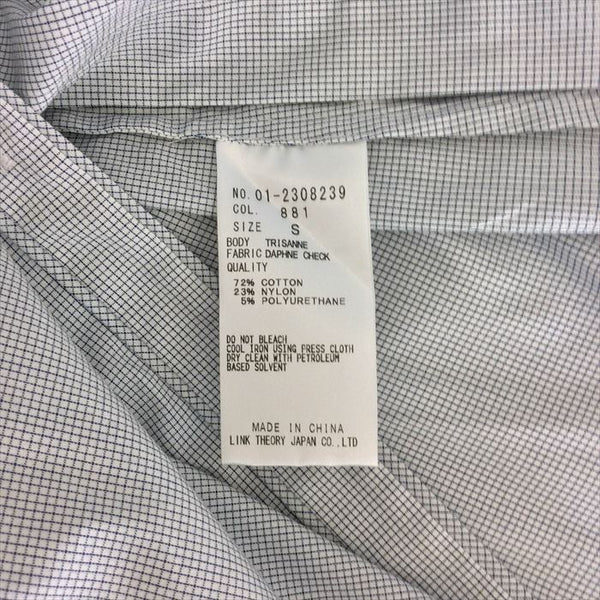 NO. 01-2308239
COL. 881
SIZE S
BODY TRISANNE
FABRIC DAPHNE CHECK
QUALITY
72% COTTON
23% NYLON
5% POLYURETHANE
DO NOT BLEACH
COOL IRON USING PRESS CLOTH
DRY CLEAN WITH PETROLEUM
BASED SOLVENT
MADE IN CHINA
LINK THEORY JAPAN CO.,LTD